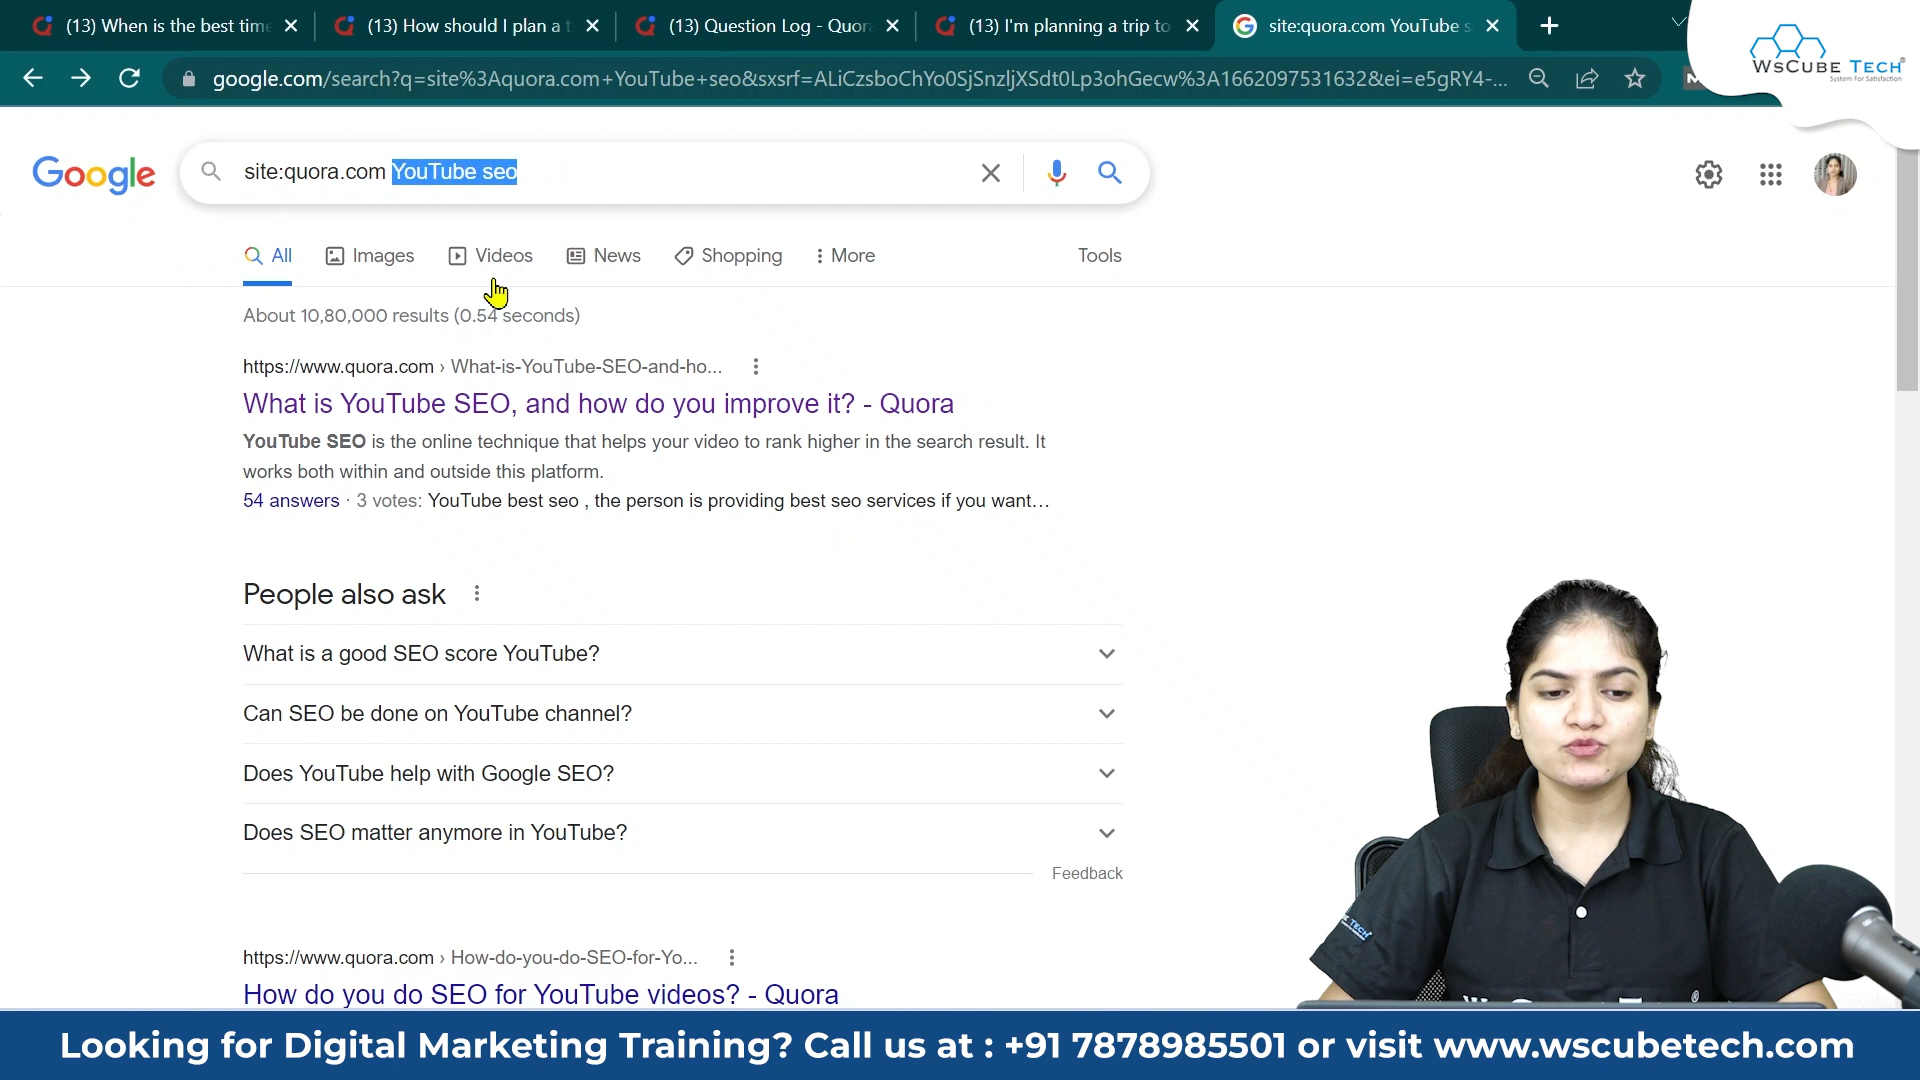 (13) When is the best time
(13) How should I plan a t
(13) Question Log - Quora
(13) I'm planning a trip to
site:quora.com YouTube s
WsCube Tech®
System For Satisfaction
google.com/search?q=site%3Aquora.com+YouTube+seo&sxsrf=ALiCzsboChYo0SjSnzljXSdt0Lp3ohGecw%3A1662097531632&ei=e5gRY4-...
Google
site:quora.com YouTube seo
All
Images
Videos
News
Shopping
More
Tools
About 10,80,000 results (0.54 seconds)
https://www.quora.com › What-is-YouTube-SEO-and-ho...
What is YouTube SEO, and how do you improve it? - Quora
YouTube SEO is the online technique that helps your video to rank higher in the search result. It
works both within and outside this platform.
54 answers · 3 votes: YouTube best seo , the person is providing best seo services if you want...
People also ask
What is a good SEO score YouTube?
Can SEO be done on YouTube channel?
Does YouTube help with Google SEO?
Does SEO matter anymore in YouTube?
Feedback
https://www.quora.com › How-do-you-do-SEO-for-Yo...
How do you do SEO for YouTube videos? - Quora
Looking for Digital Marketing Training? Call us at : +91 7878985501 or visit www.wscubetech.com